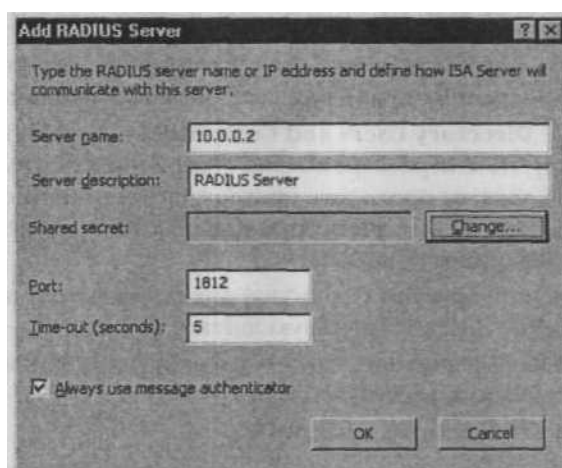 Add RADIUS Server
Type the RADIUS server name or IP address and define how ISA Server will
communicate with this server.
Server name: 10.0.0.2
Server description: RADIUS Server
Shared secret: Change...
Port: 1812
Time-out (seconds): 5
Always use message authenticator
OK Cancel